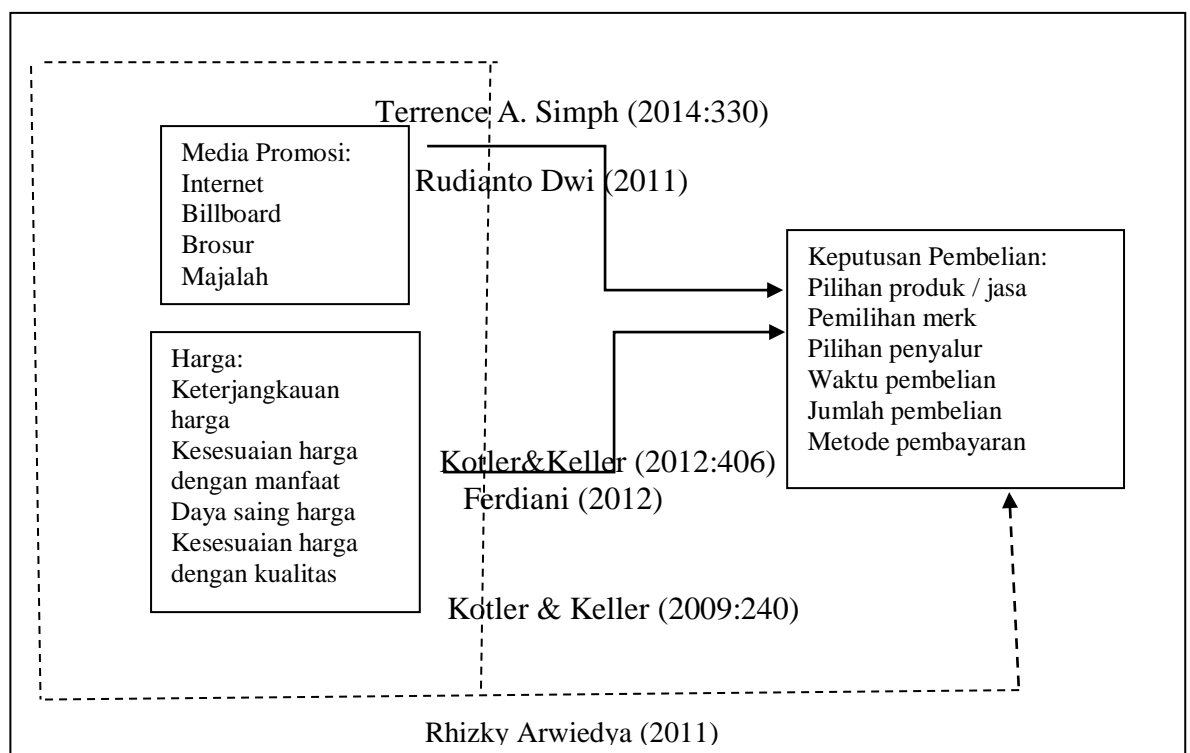 Terrence A. Simph (2014:330)
Media Promosi:
Internet
Billboard
Brosur
Majalah
Rudianto Dwi (2011)
Keputusan Pembelian:
Pilihan produk / jasa
Pemilihan merk
Pilihan penyalur
Waktu pembelian
Jumlah pembelian
Metode pembayaran
Harga:
Keterjangkauan
harga
Kesesuaian harga
dengan manfaat
Daya saing harga
Kesesuaian harga
dengan kualitas
Kotler&Keller (2012:406)
Ferdiani (2012)
Kotler & Keller (2009:240)
Rhizky Arwiedya (2011)